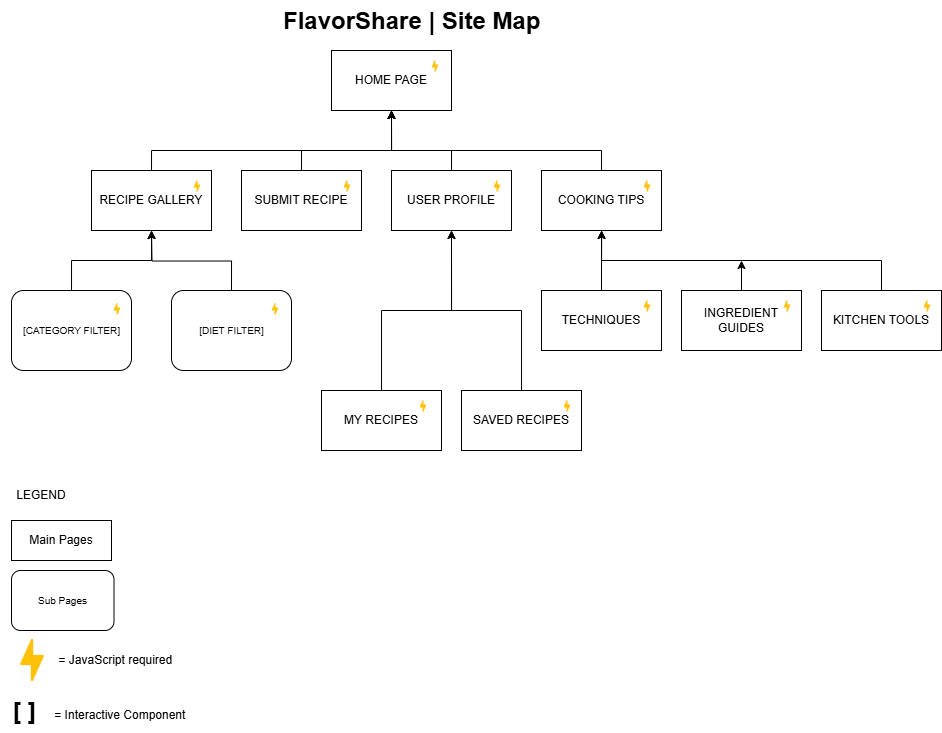 FlavorShare | Site Map
HOME PAGE
RECIPE GALLERY
SUBMIT RECIPE
USER PROFILE
COOKING TIPS
[CATEGORY FILTER]
[DIET FILTER]
TECHNIQUES
INGREDIENT
GUIDES
KITCHEN TOOLS
MY RECIPES
SAVED RECIPES
LEGEND
Main Pages
Sub Pages
= JavaScript required
[ ] = Interactive Component